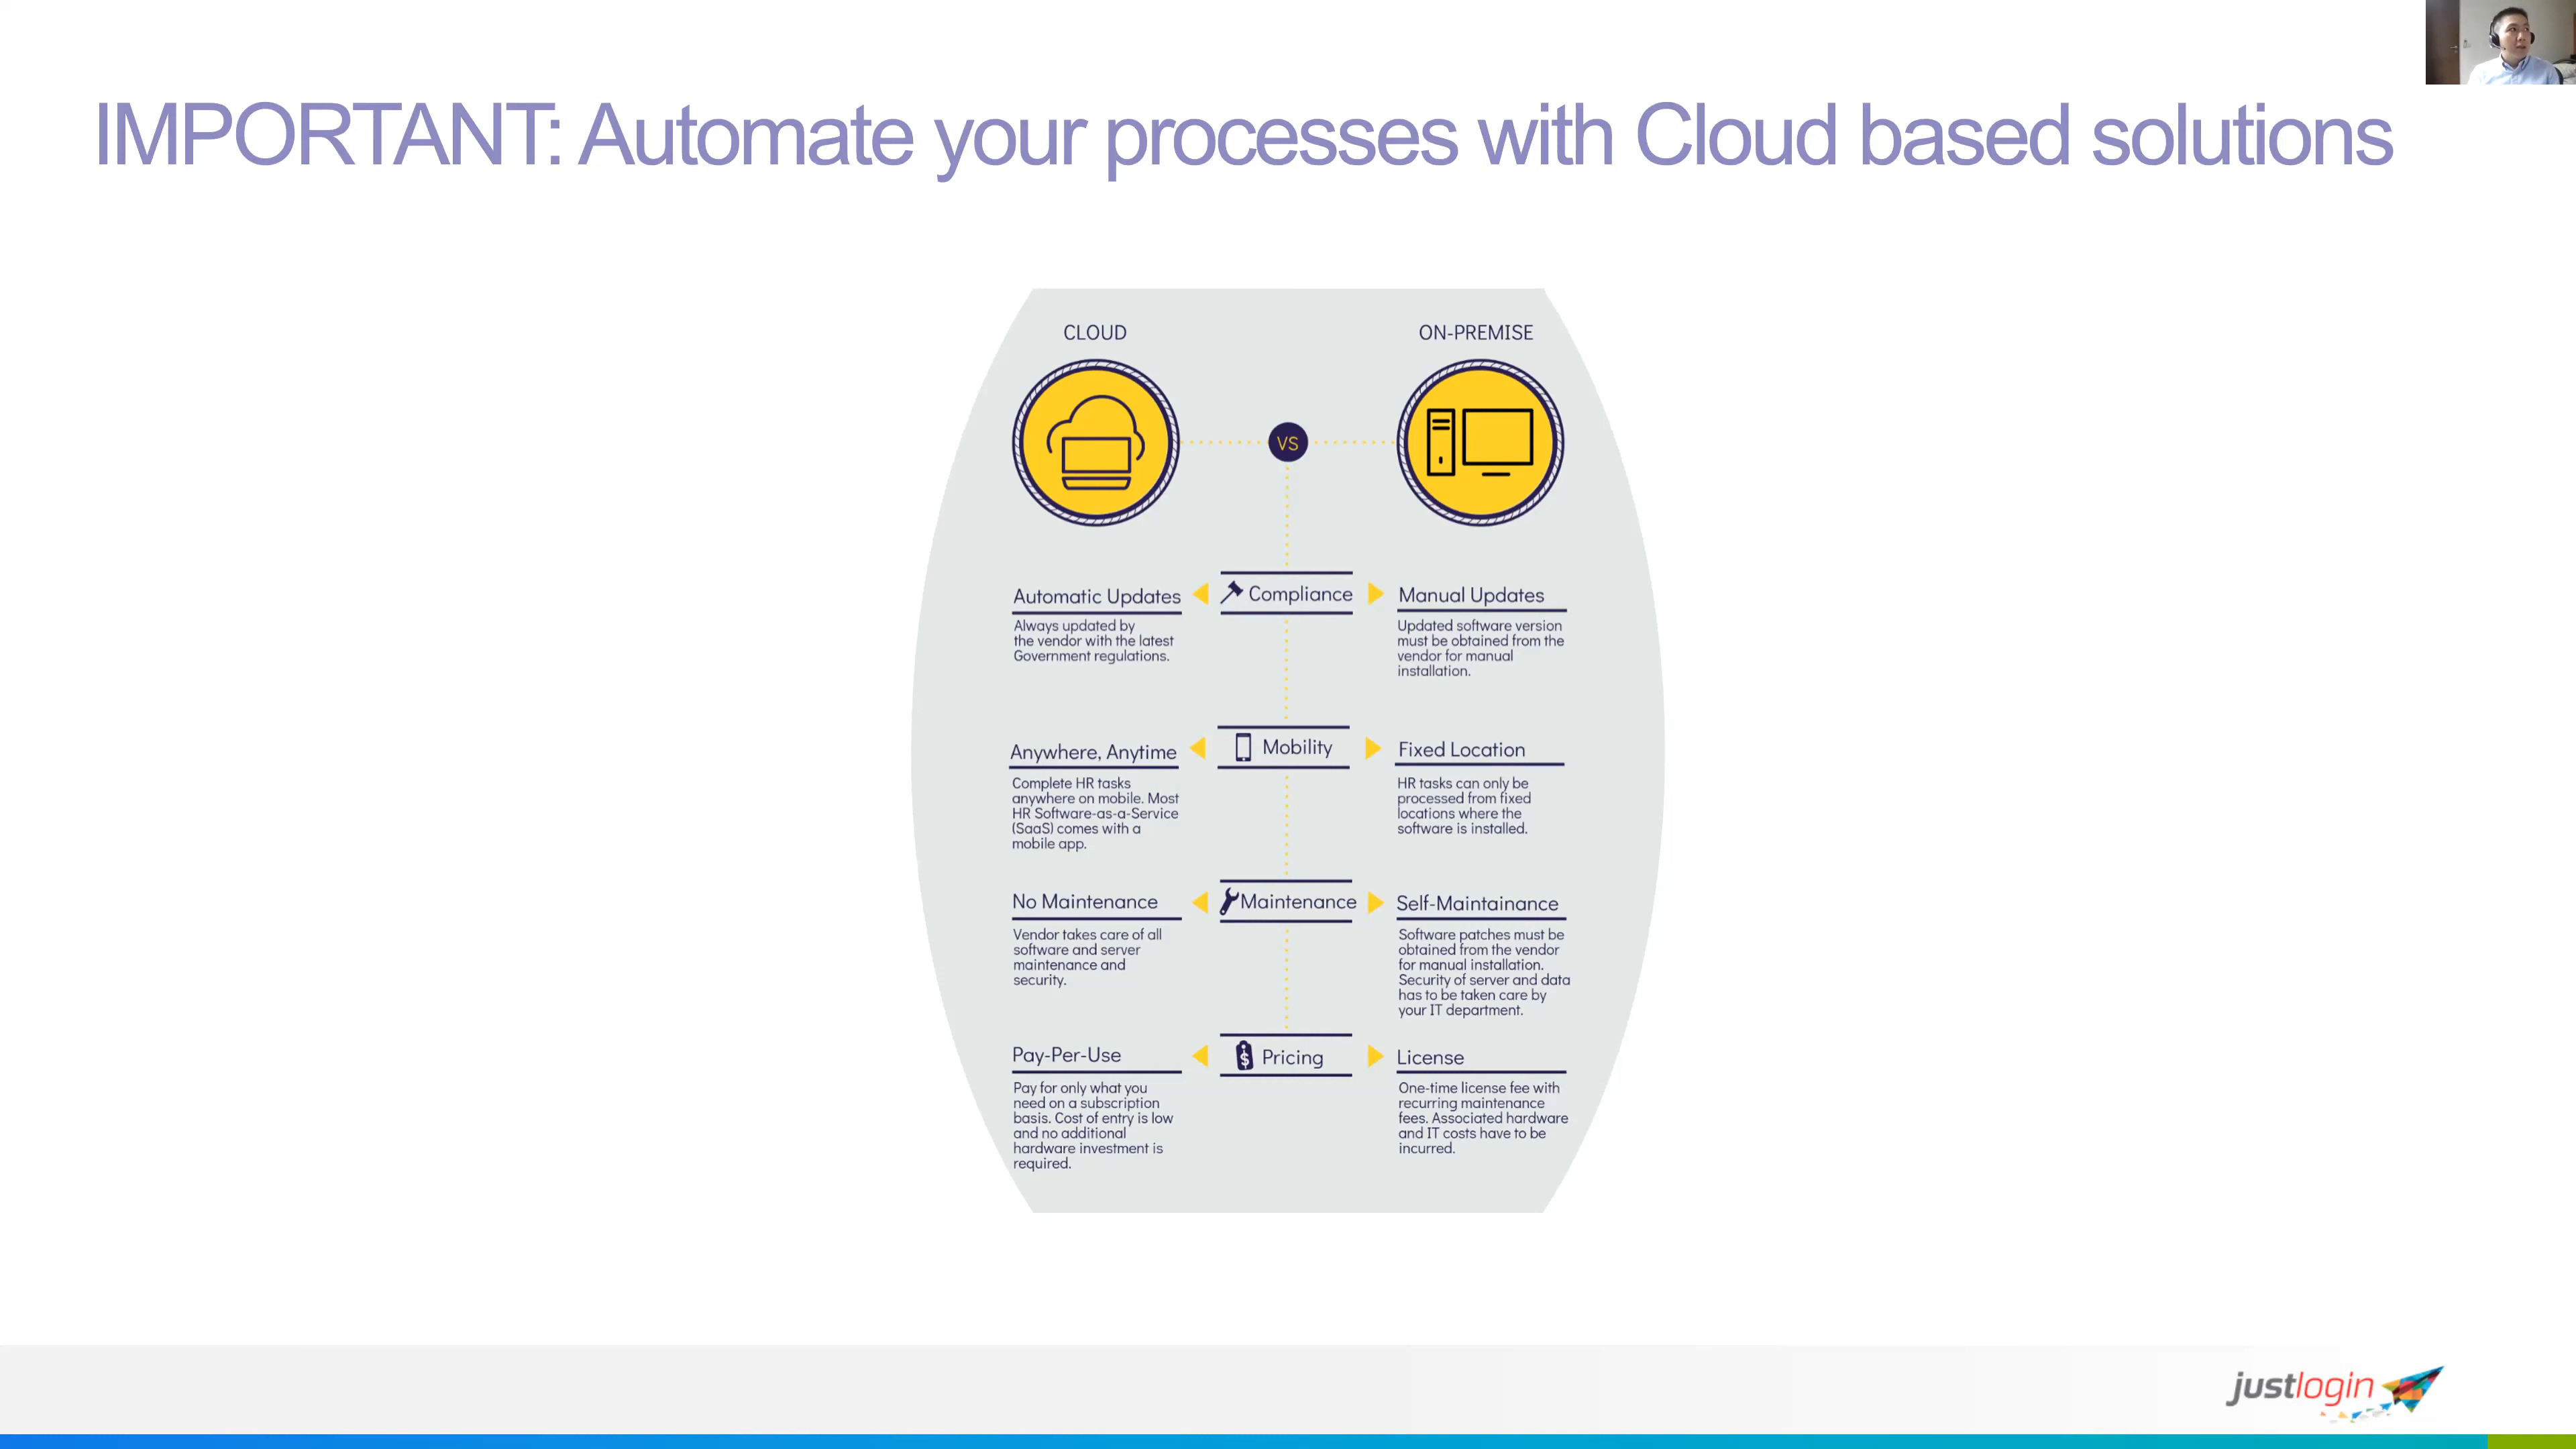 IMPORTANT: Automate your processes with Cloud based solutions
CLOUD
ON-PREMISE
VS
Compliance
Automatic Updates
Always updated by
the vendor with the latest
Government regulations.
Manual Updates
Updated software version
must be obtained from the
vendor for manual
installation.
Mobility
Anywhere, Anytime
Complete HR tasks
anywhere on mobile. Most
HR Software-as-a-Service
(SaaS) comes with a
mobile app.
Fixed Location
HR tasks can only be
processed from fixed
locations where the
software is installed.
Maintenance
No Maintenance
Vendor takes care of all
software and server
maintenance and
security.
Self-Maintainance
Software patches must be
obtained from the vendor
for manual installation.
Security of server and data
has to be taken care by
your IT department.
$ Pricing
Pay-Per-Use
Pay for only what you
need on a subscription
basis. Cost of entry is low
and no additional
hardware investment is
required.
License
One-time license fee with
recurring maintenance
fees. Associated hardware
and IT costs have to be
incurred.
justlogin